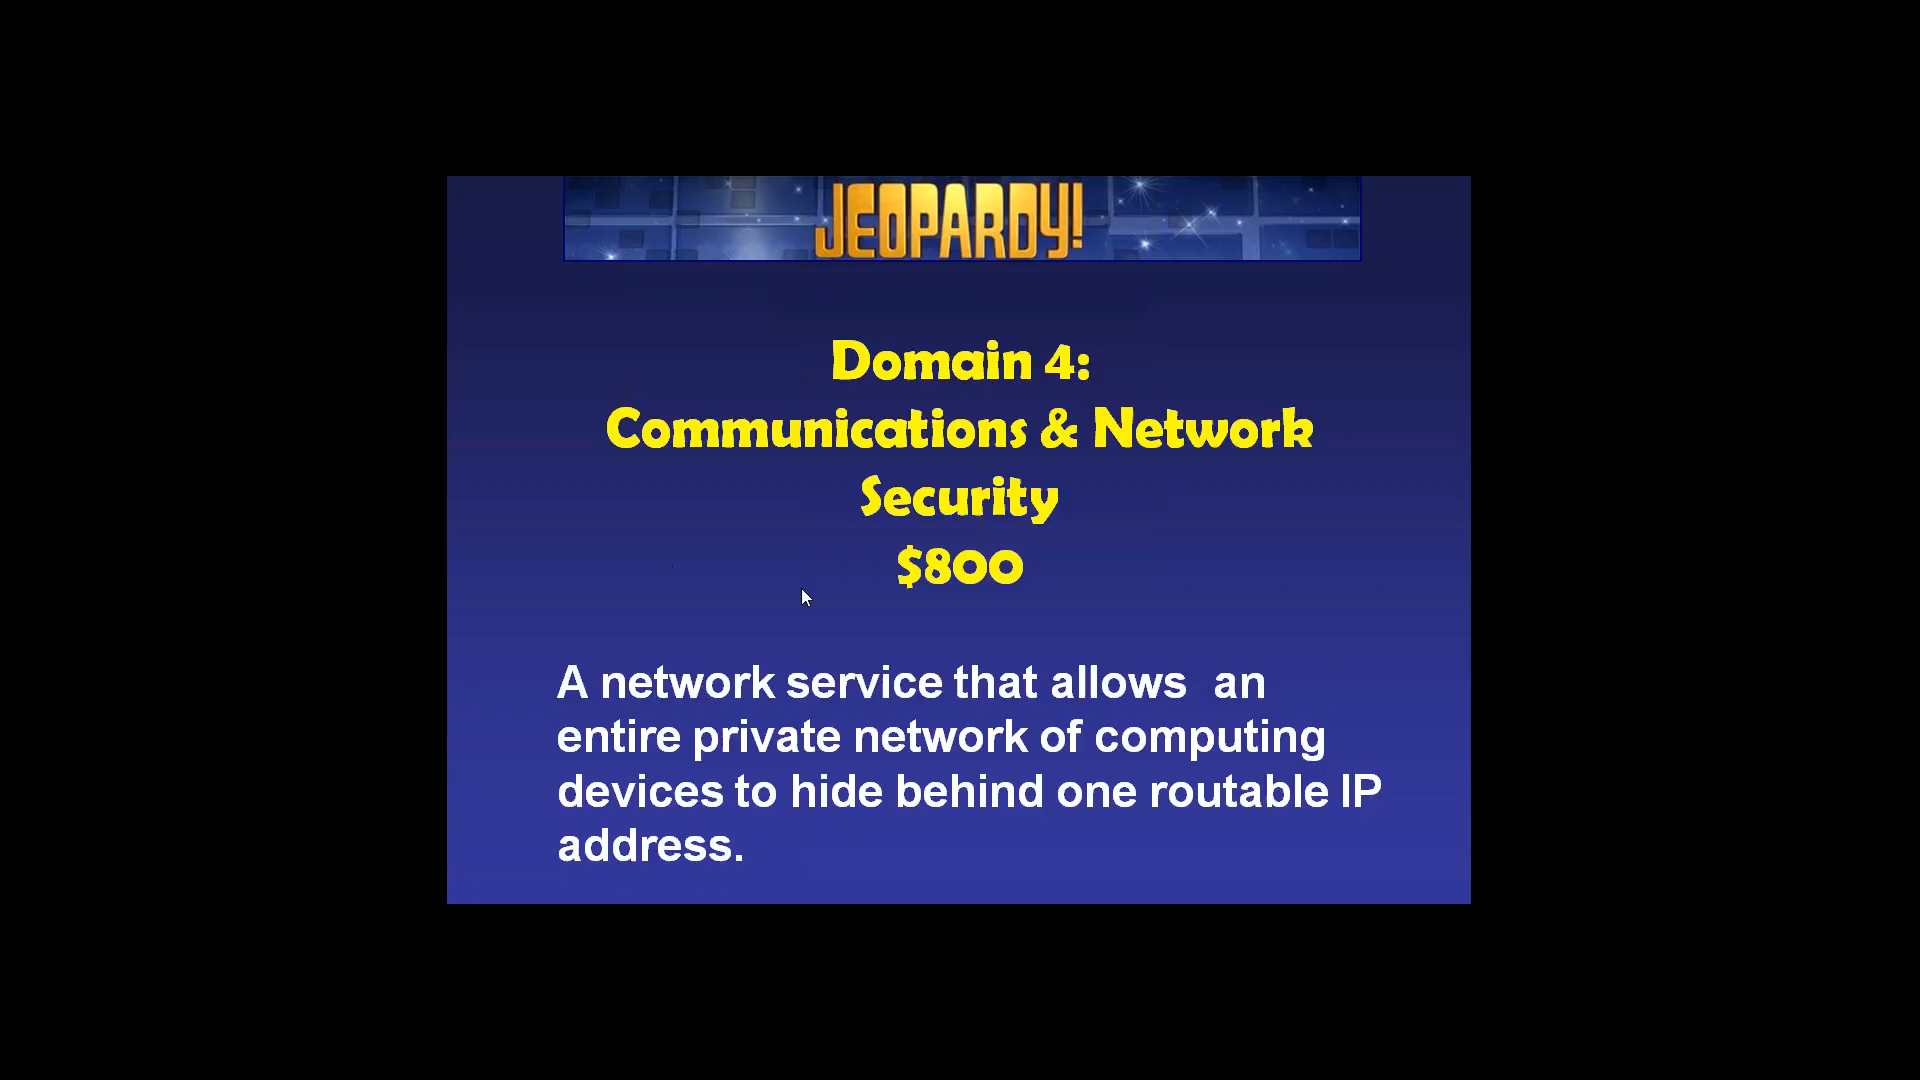 JEOPARDY!
Domain 4:
Communications & Network
Security
$800
A network service that allows  an
entire private network of computing
devices to hide behind one routable IP
address.